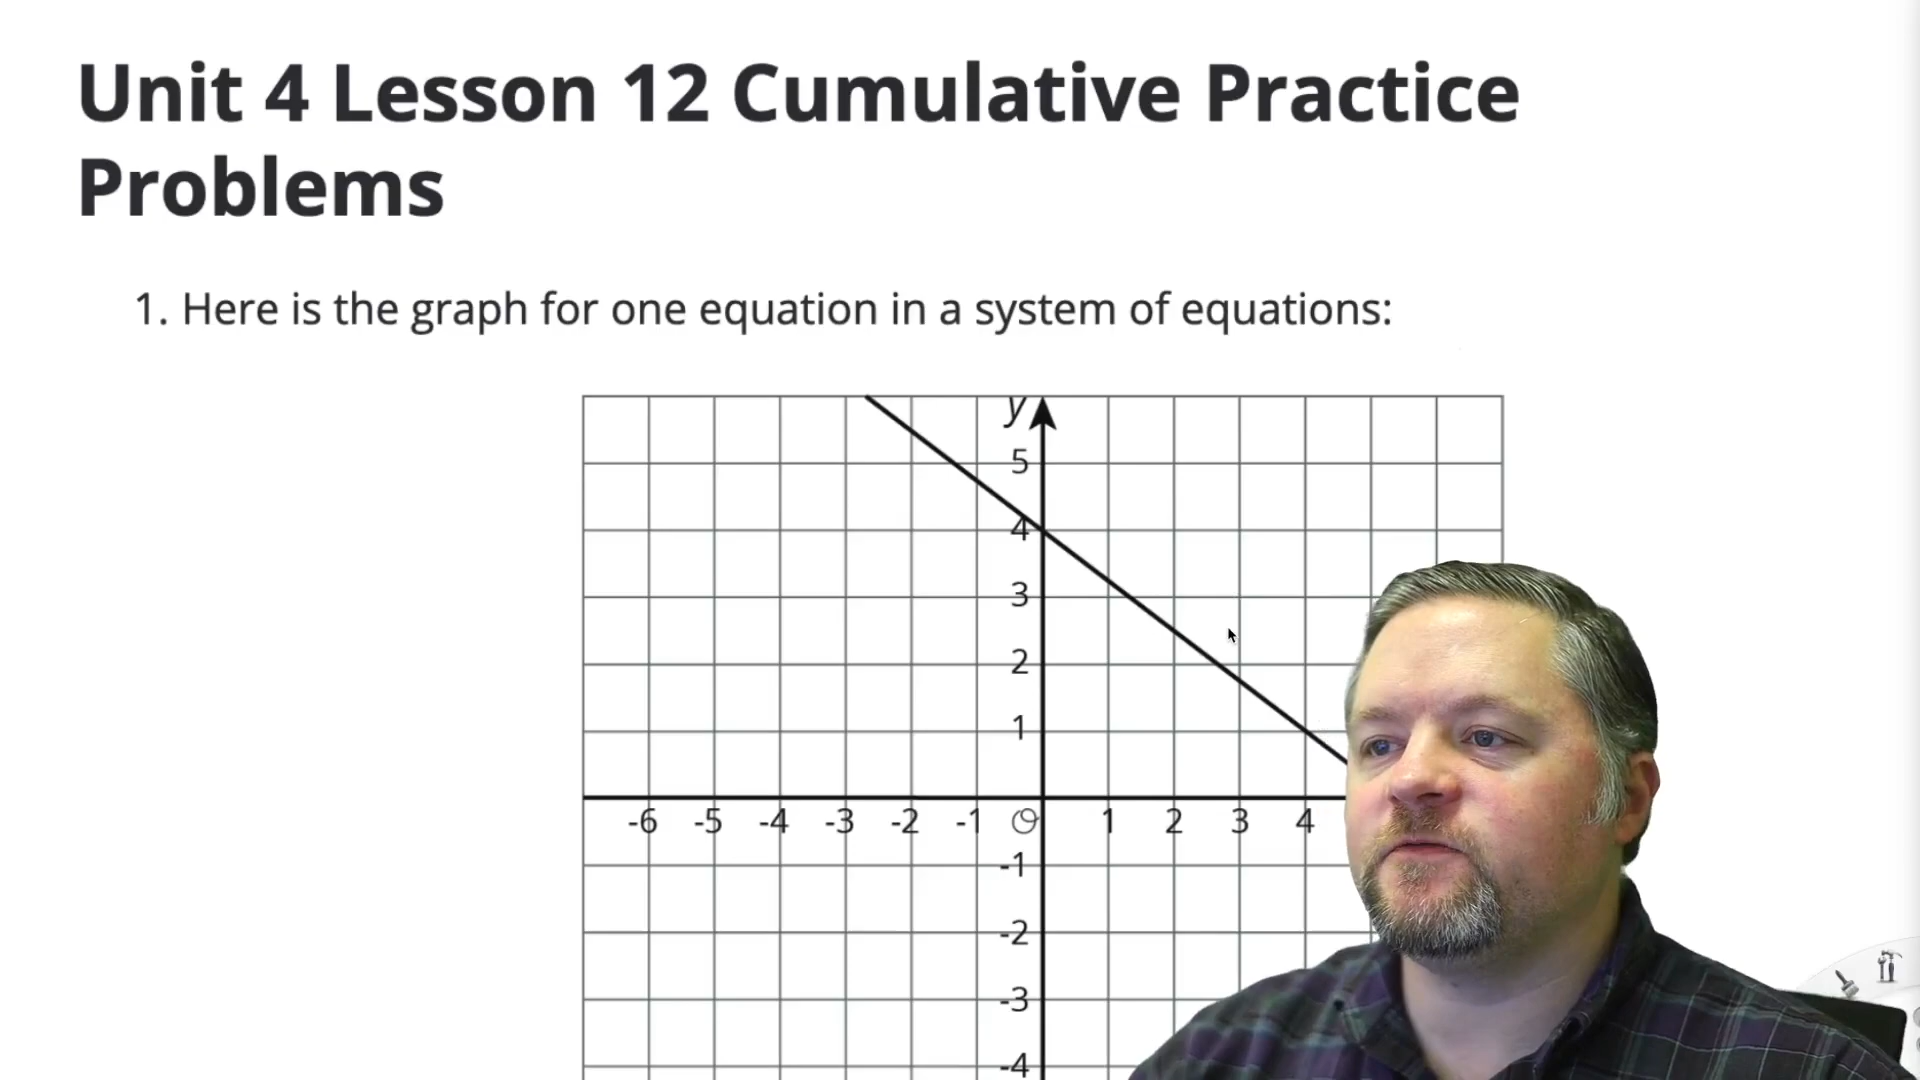 Unit 4 Lesson 12 Cumulative Practice
Problems
1. Here is the graph for one equation in a system of equations:
y
5
4
3
2
1
-6 -5 -4 -3 -2 -1 O 1 2 3 4
-1
-2
-3
-4